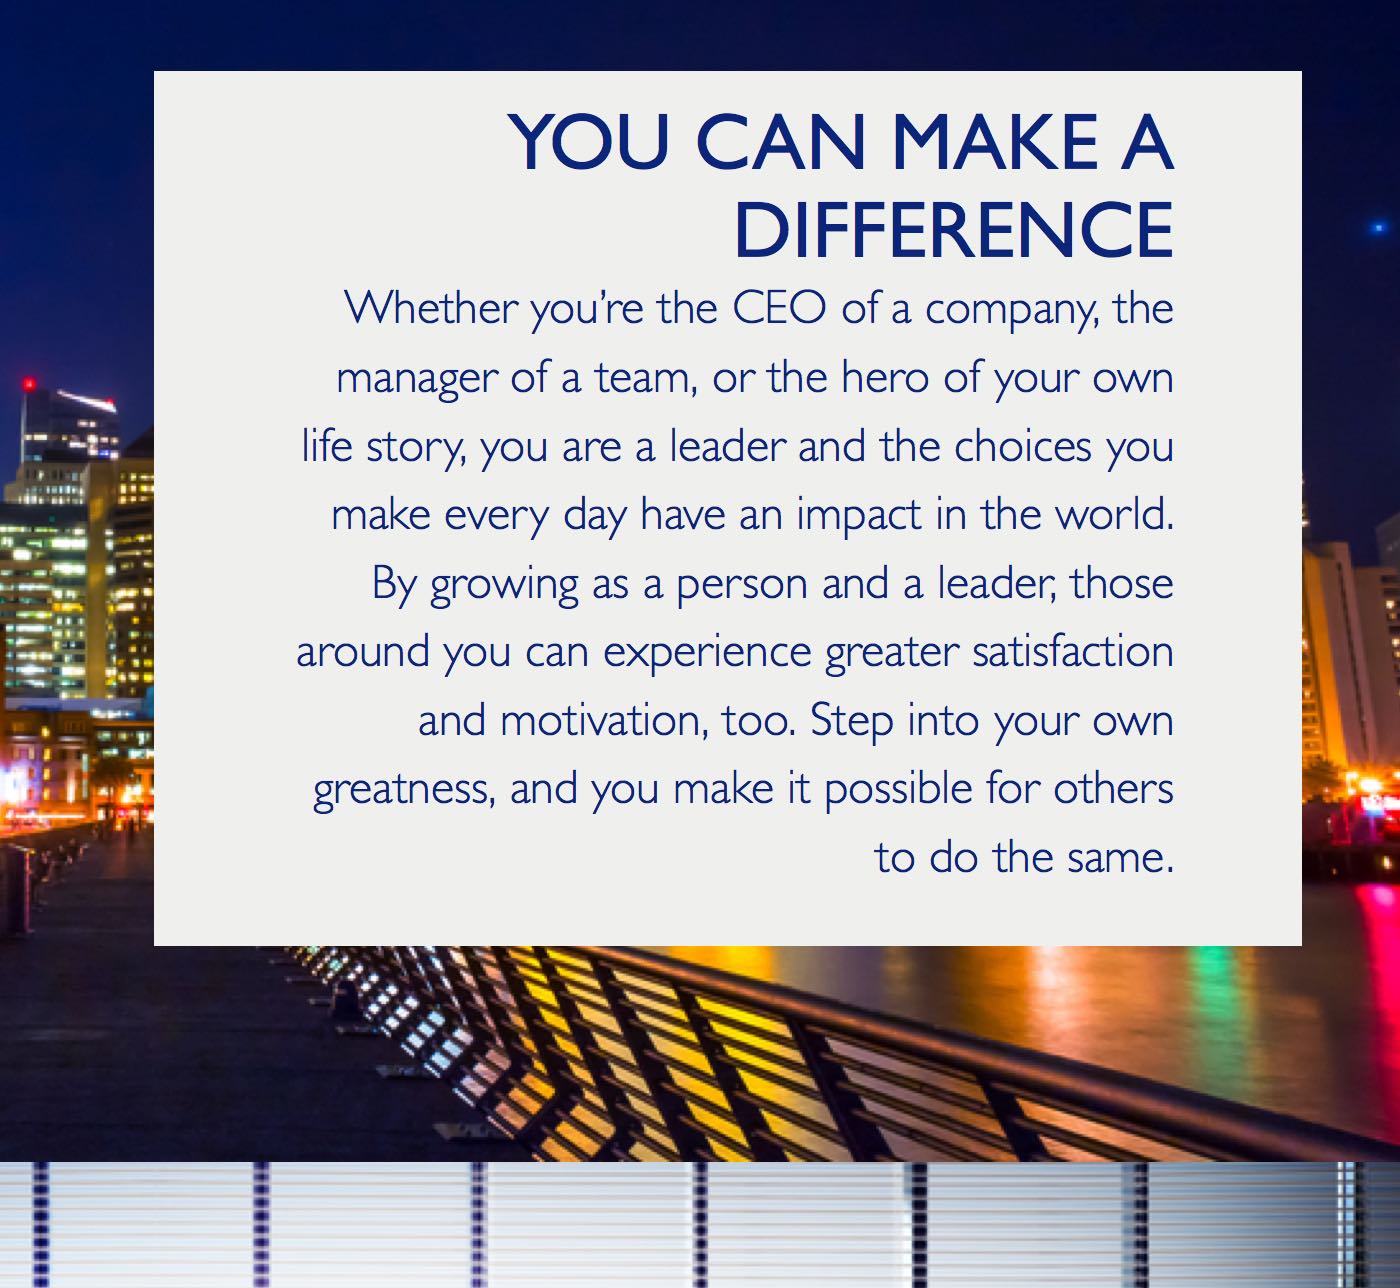 YOU CAN MAKE A
DIFFERENCE
Whether you’re the CEO of a company, the
manager of a team, or the hero of your own
life story, you are a leader and the choices you
make every day have an impact in the world.
By growing as a person and a leader, those
around you can experience greater satisfaction
and motivation, too. Step into your own
greatness, and you make it possible for others
to do the same.